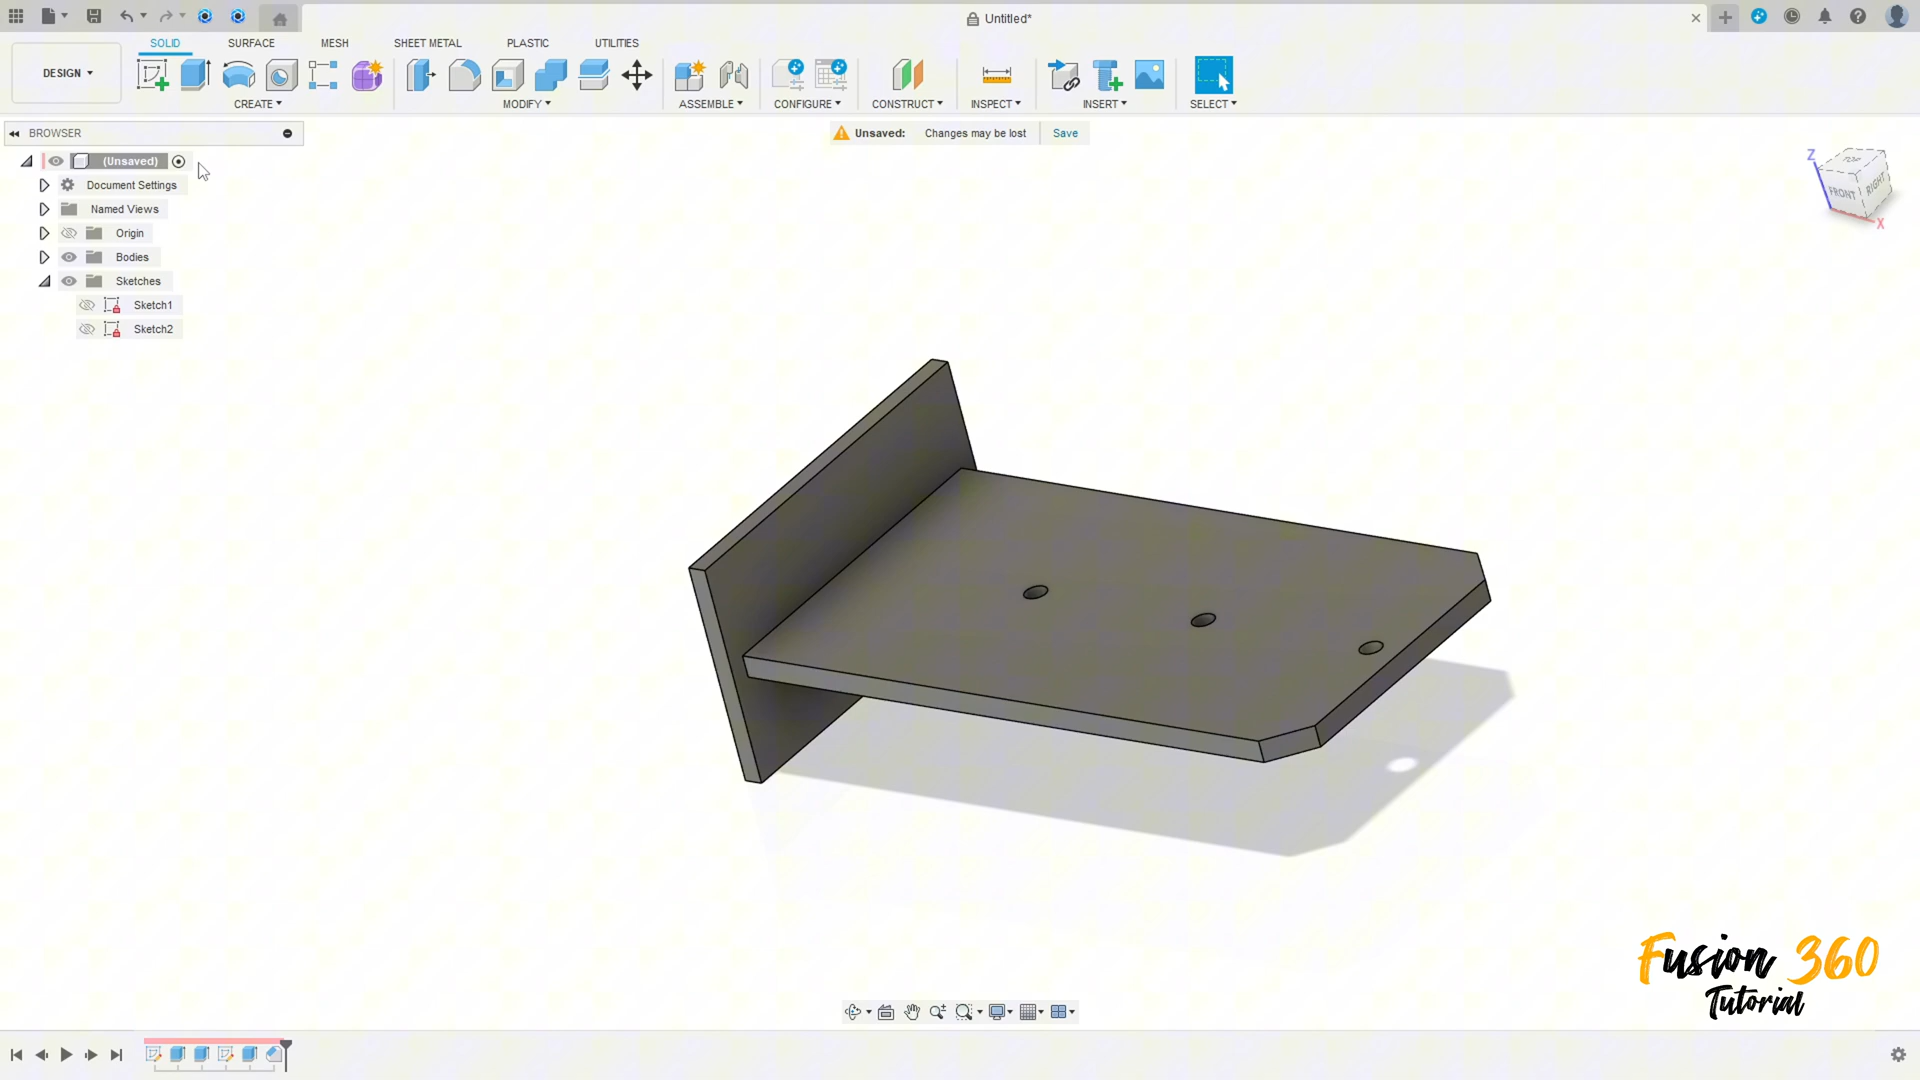 Untitled*
SOLID
SURFACE
MESH
SHEET METAL
PLASTIC
UTILITIES
DESIGN
CREATE
MODIFY
ASSEMBLE
CONFIGURE
CONSTRUCT
INSPECT
INSERT
SELECT
BROWSER
Unsaved: Changes may be lost Save
(Unsaved)
Document Settings
Named Views
Origin
Bodies
Sketches
Sketch1
Sketch2
Z
TOP
FRONT
RIGHT
X
Fusion 360
Tutorial